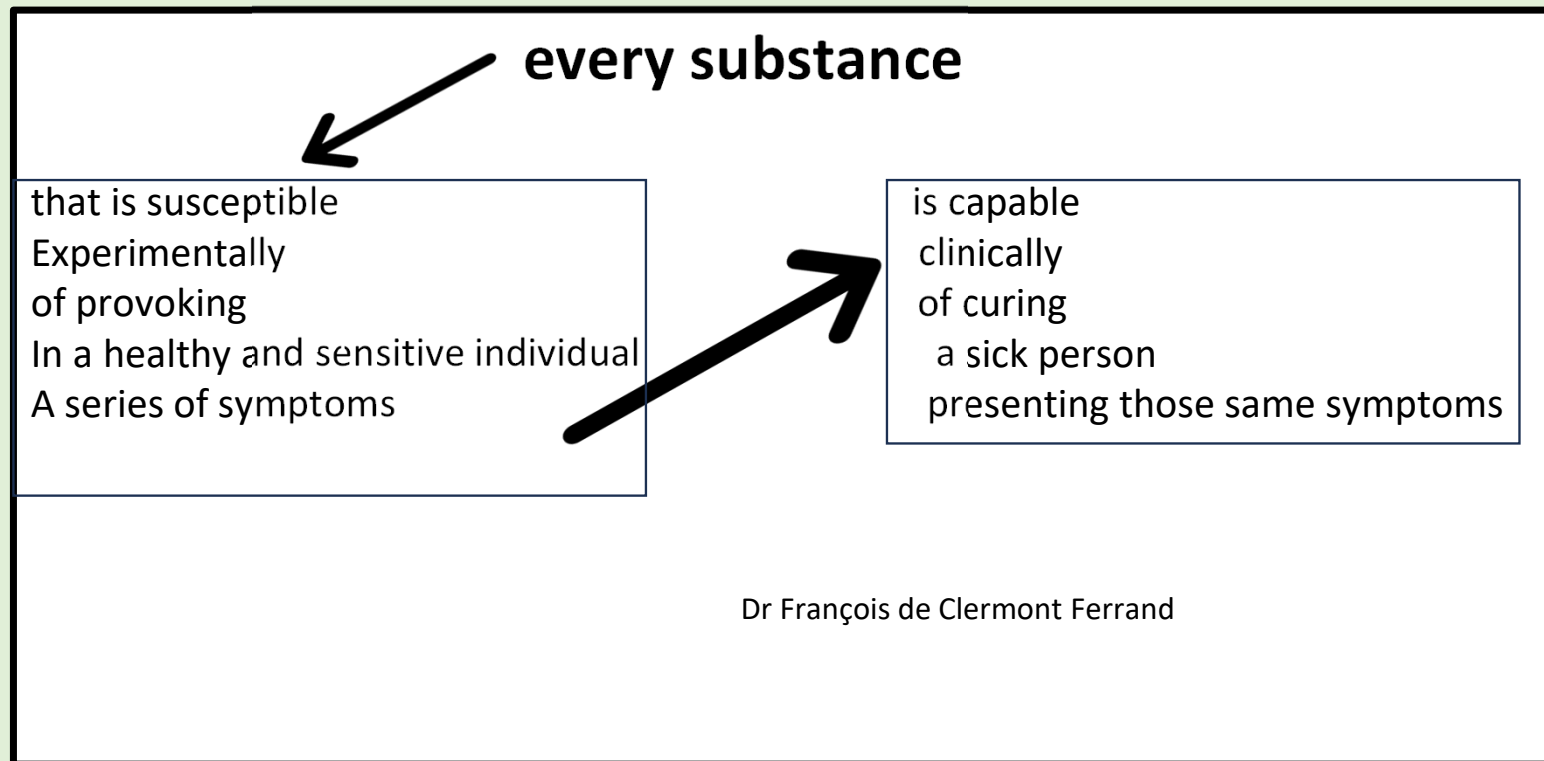 every substance
that is susceptible
Experimentally
of provoking
In a healthy and sensitive individual
A series of symptoms
is capable
clinically
of curing
a sick person
presenting those same symptoms
Dr François de Clermont Ferrand